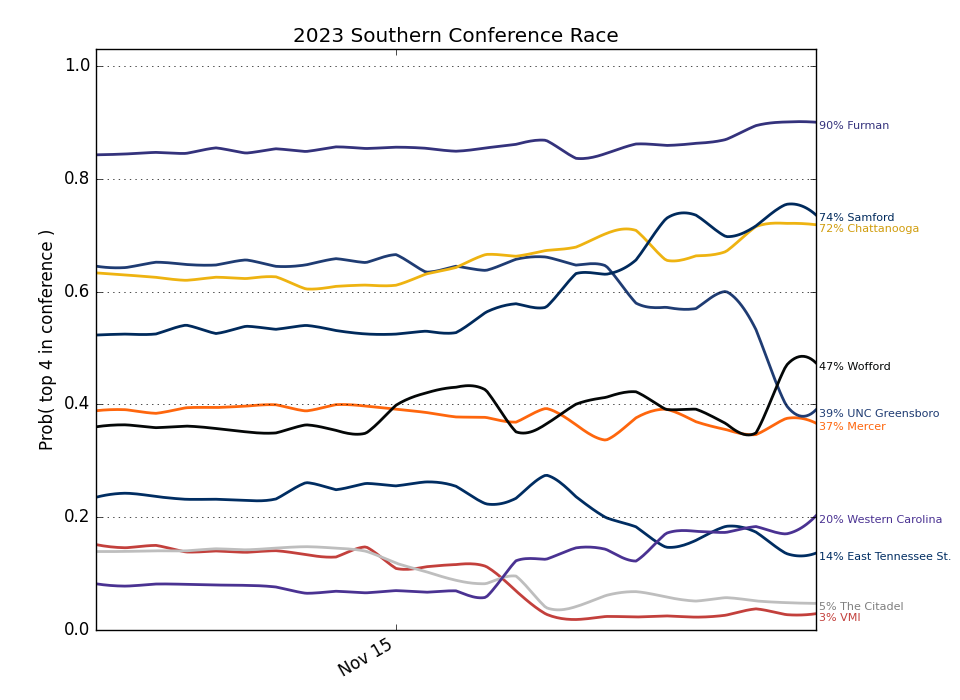 2023 Southern Conference Race
Prob( top 4 in conference )
1.0
0.8
0.6
0.4
0.2
0.0
Nov 15
90% Furman
74% Samford
72% Chattanooga
47% Wofford
39% UNC Greensboro
37% Mercer
20% Western Carolina
14% East Tennessee St.
5% The Citadel
3% VMI